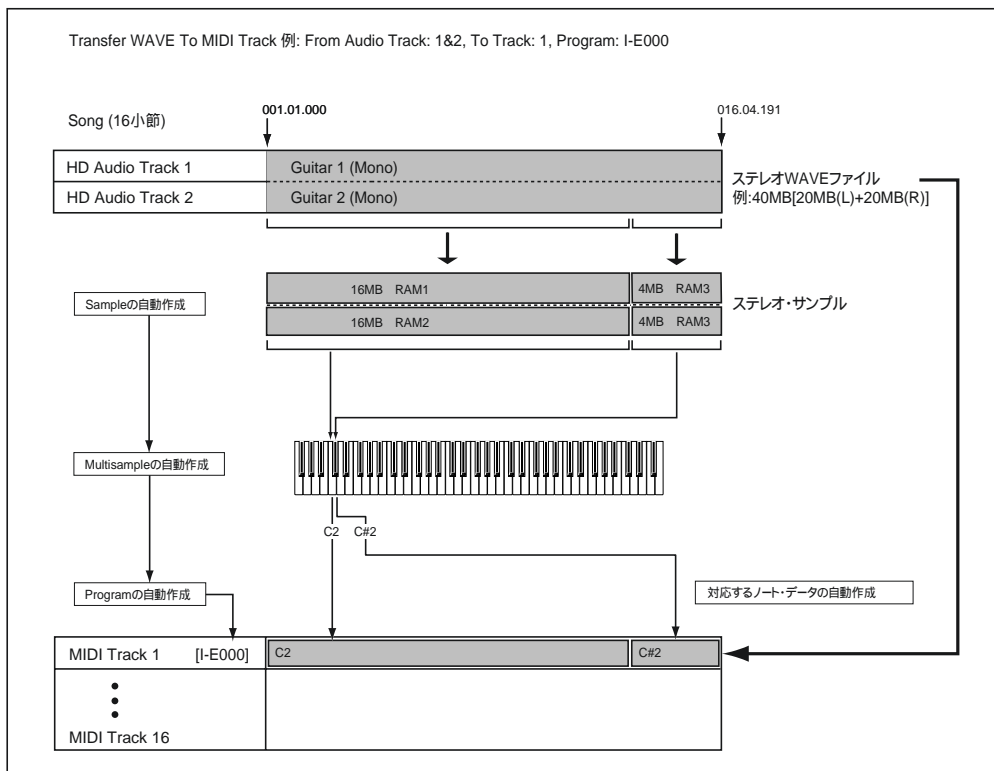 Transfer WAVE To MIDI Track 例: From Audio Track: 1&2, To Track: 1, Program: I-E000
001.01.000
016.04.191
Song (16小節)
HD Audio Track 1
Guitar 1 (Mono)
HD Audio Track 2
Guitar 2 (Mono)
ステレオWAVEファイル
例:40MB[20MB(L)+20MB(R)]
16MB RAM1
4MB RAM3
16MB RAM2
4MB RAM3
ステレオ・サンプル
Sampleの自動作成
Multisampleの自動作成
C2
C#2
Programの自動作成
対応するノート・データの自動作成
MIDI Track 1
[I-E000]
C2
C#2
MIDI Track 16